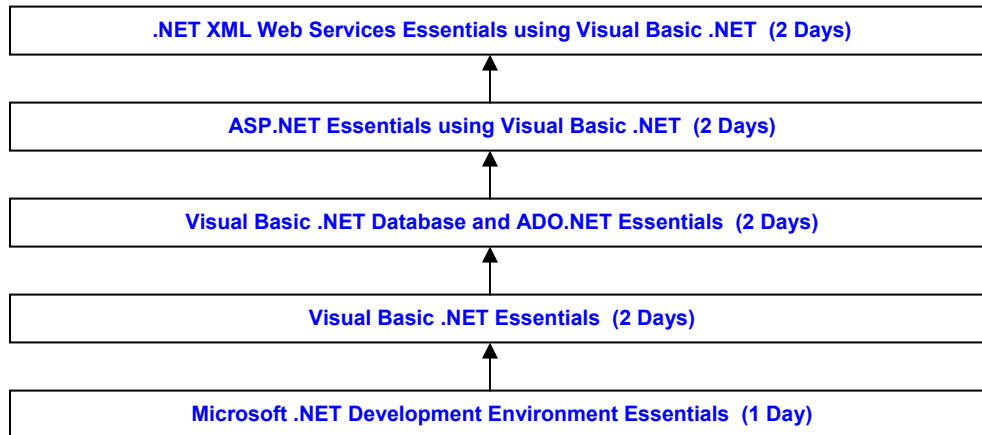 .NET XML Web Services Essentials using Visual Basic .NET (2 Days)
ASP.NET Essentials using Visual Basic .NET (2 Days)
Visual Basic .NET Database and ADO.NET Essentials (2 Days)
Visual Basic .NET Essentials (2 Days)
Microsoft .NET Development Environment Essentials (1 Day)